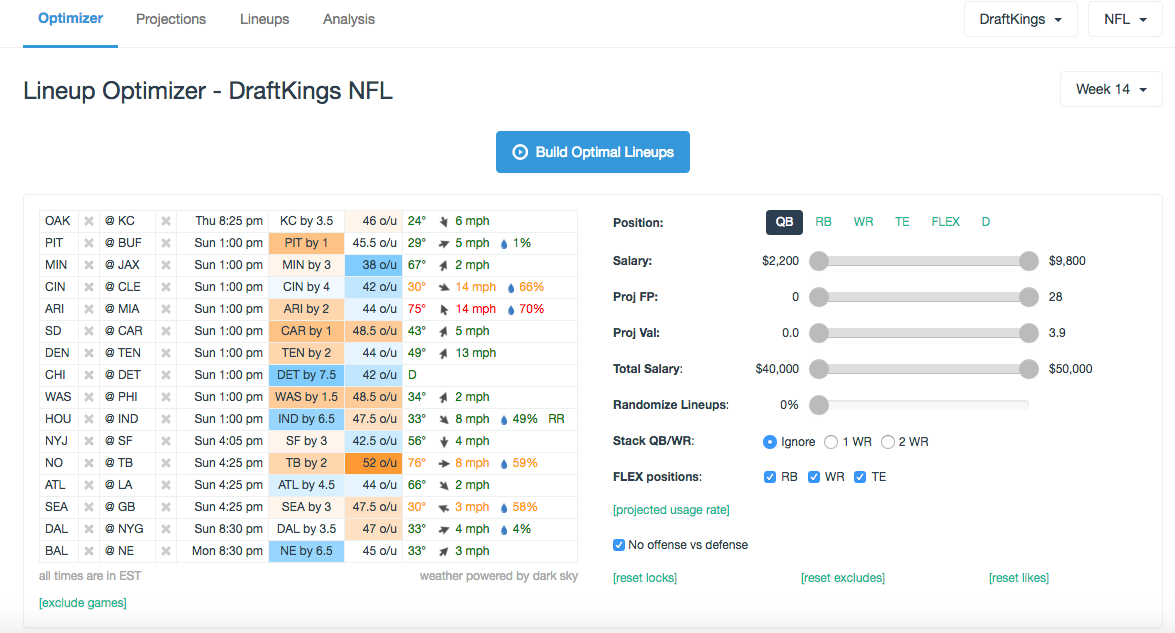 Optimizer Projections Lineups Analysis DraftKings NFL
Lineup Optimizer - DraftKings NFL Week 14
Build Optimal Lineups
OAK @ KC Thu 8:25 pm KC by 3.5 46 o/u 24° 6 mph
PIT @ BUF Sun 1:00 pm PIT by 1 45.5 o/u 29° 5 mph 1%
MIN @ JAX Sun 1:00 pm MIN by 3 38 o/u 67° 2 mph
CIN @ CLE Sun 1:00 pm CIN by 4 42 o/u 30° 14 mph 66%
ARI @ MIA Sun 1:00 pm ARI by 2 44 o/u 75° 14 mph 70%
SD @ CAR Sun 1:00 pm CAR by 1 48.5 o/u 43° 5 mph
DEN @ TEN Sun 1:00 pm TEN by 2 44 o/u 49° 13 mph
CHI @ DET Sun 1:00 pm DET by 7.5 42 o/u D
WAS @ PHI Sun 1:00 pm WAS by 1.5 48.5 o/u 34° 2 mph
HOU @ IND Sun 1:00 pm IND by 6.5 47.5 o/u 33° 8 mph 49% RR
NYJ @ SF Sun 4:05 pm SF by 3 42.5 o/u 56° 4 mph
NO @ TB Sun 4:25 pm TB by 2 52 o/u 76° 8 mph 59%
ATL @ LA Sun 4:25 pm ATL by 4.5 44 o/u 66° 2 mph
SEA @ GB Sun 4:25 pm SEA by 3 47.5 o/u 30° 3 mph 58%
DAL @ NYG Sun 8:30 pm DAL by 3.5 47 o/u 33° 4 mph 4%
BAL @ NE Mon 8:30 pm NE by 6.5 45 o/u 33° 3 mph
all times are in EST weather powered by dark sky
[exclude games]
Position: QB RB WR TE FLEX D
Salary: $2,200 $9,800
Proj FP: 0 28
Proj Val: 0.0 3.9
Total Salary: $40,000 $50,000
Randomize Lineups: 0%
Stack QB/WR: Ignore 1 WR 2 WR
FLEX positions: RB WR TE
[projected usage rate]
No offense vs defense
[reset locks] [reset excludes] [reset likes]